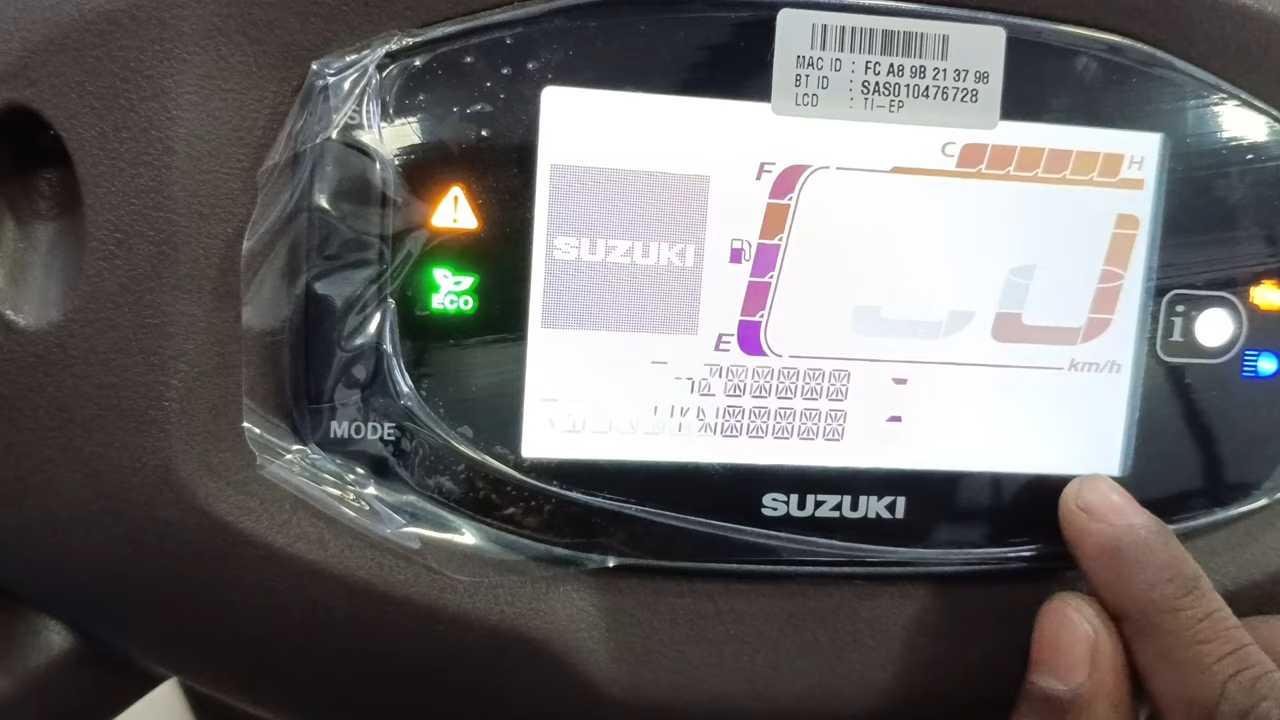 MAC ID : FC A8 9B 21 37 98
BT ID : SAS010476728
LCD : TI-EP
C H
F
SUZUKI
E
ECO
km/h
i
MODE
SUZUKI